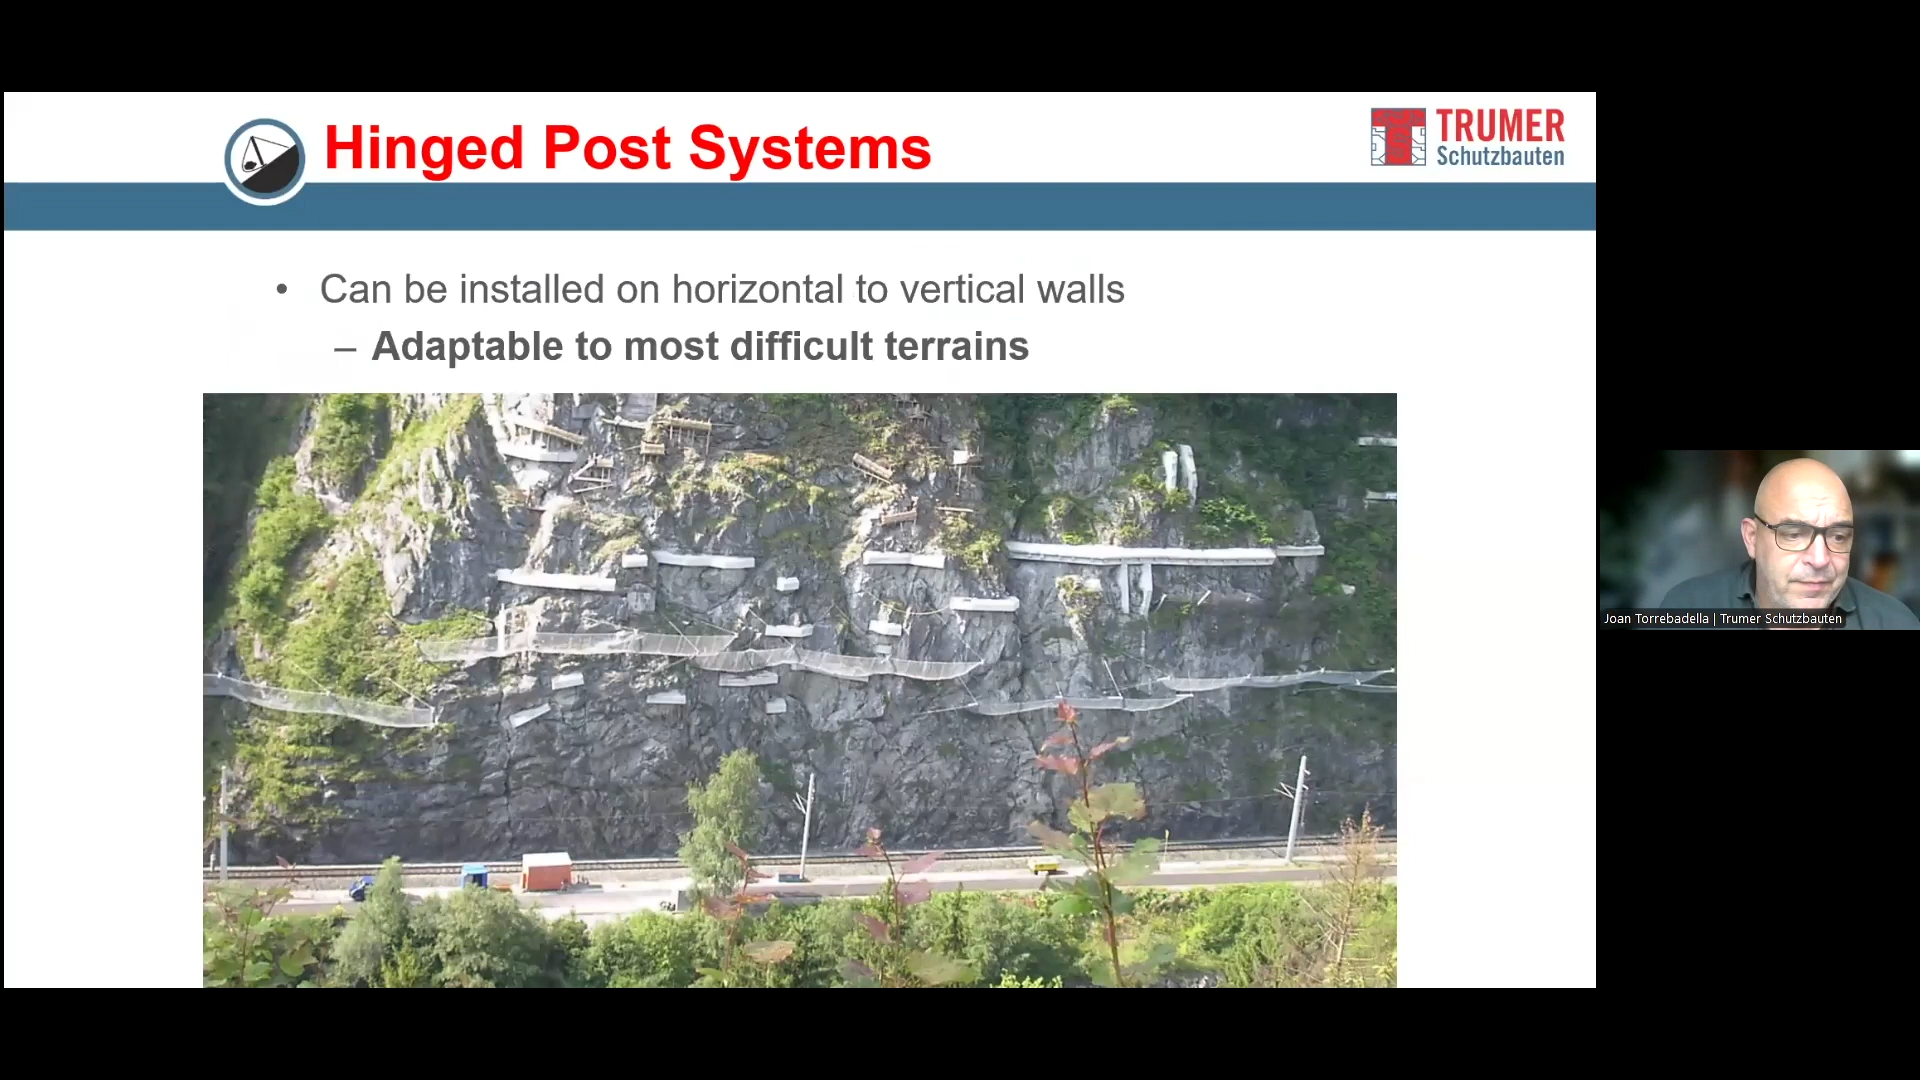 Hinged Post Systems
TRUMER
Schutzbauten
• Can be installed on horizontal to vertical walls
– Adaptable to most difficult terrains
Joan Torrebadella | Trumer Schutzbauten